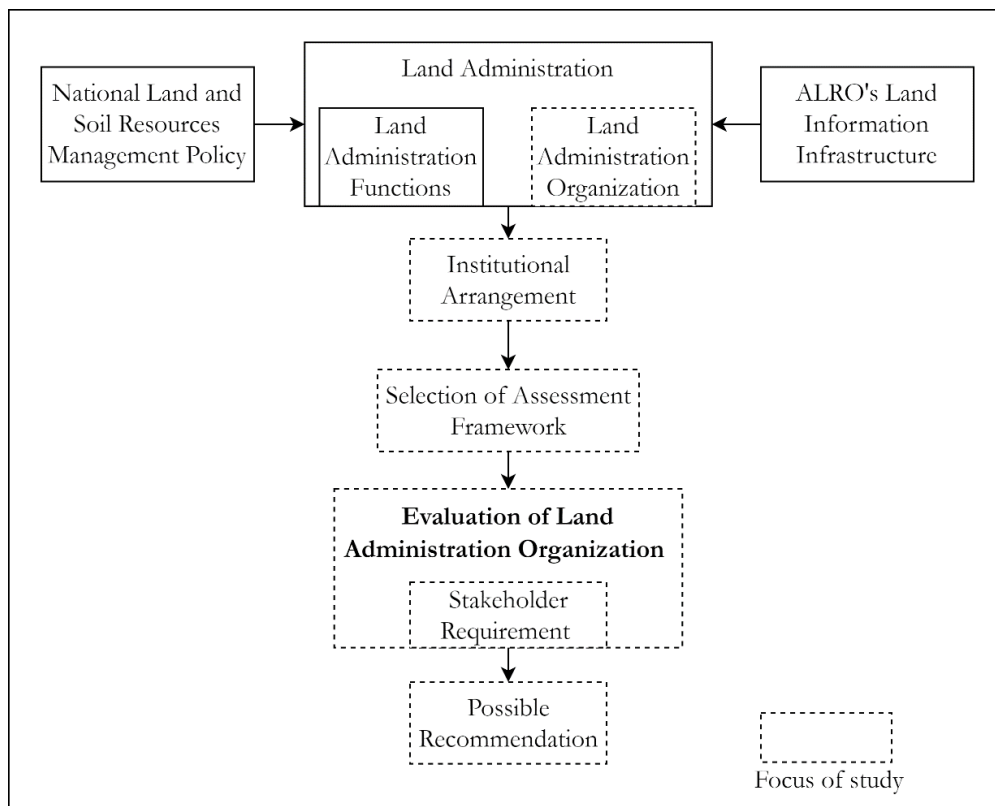 Land Administration
National Land and
Soil Resources
Management Policy
Land
Administration
Functions
Land
Administration
Organization
ALRO's Land
Information
Infrastructure
Institutional
Arrangement
Selection of Assessment
Framework
Evaluation of Land
Administration Organization
Stakeholder
Requirement
Possible
Recommendation
Focus of study